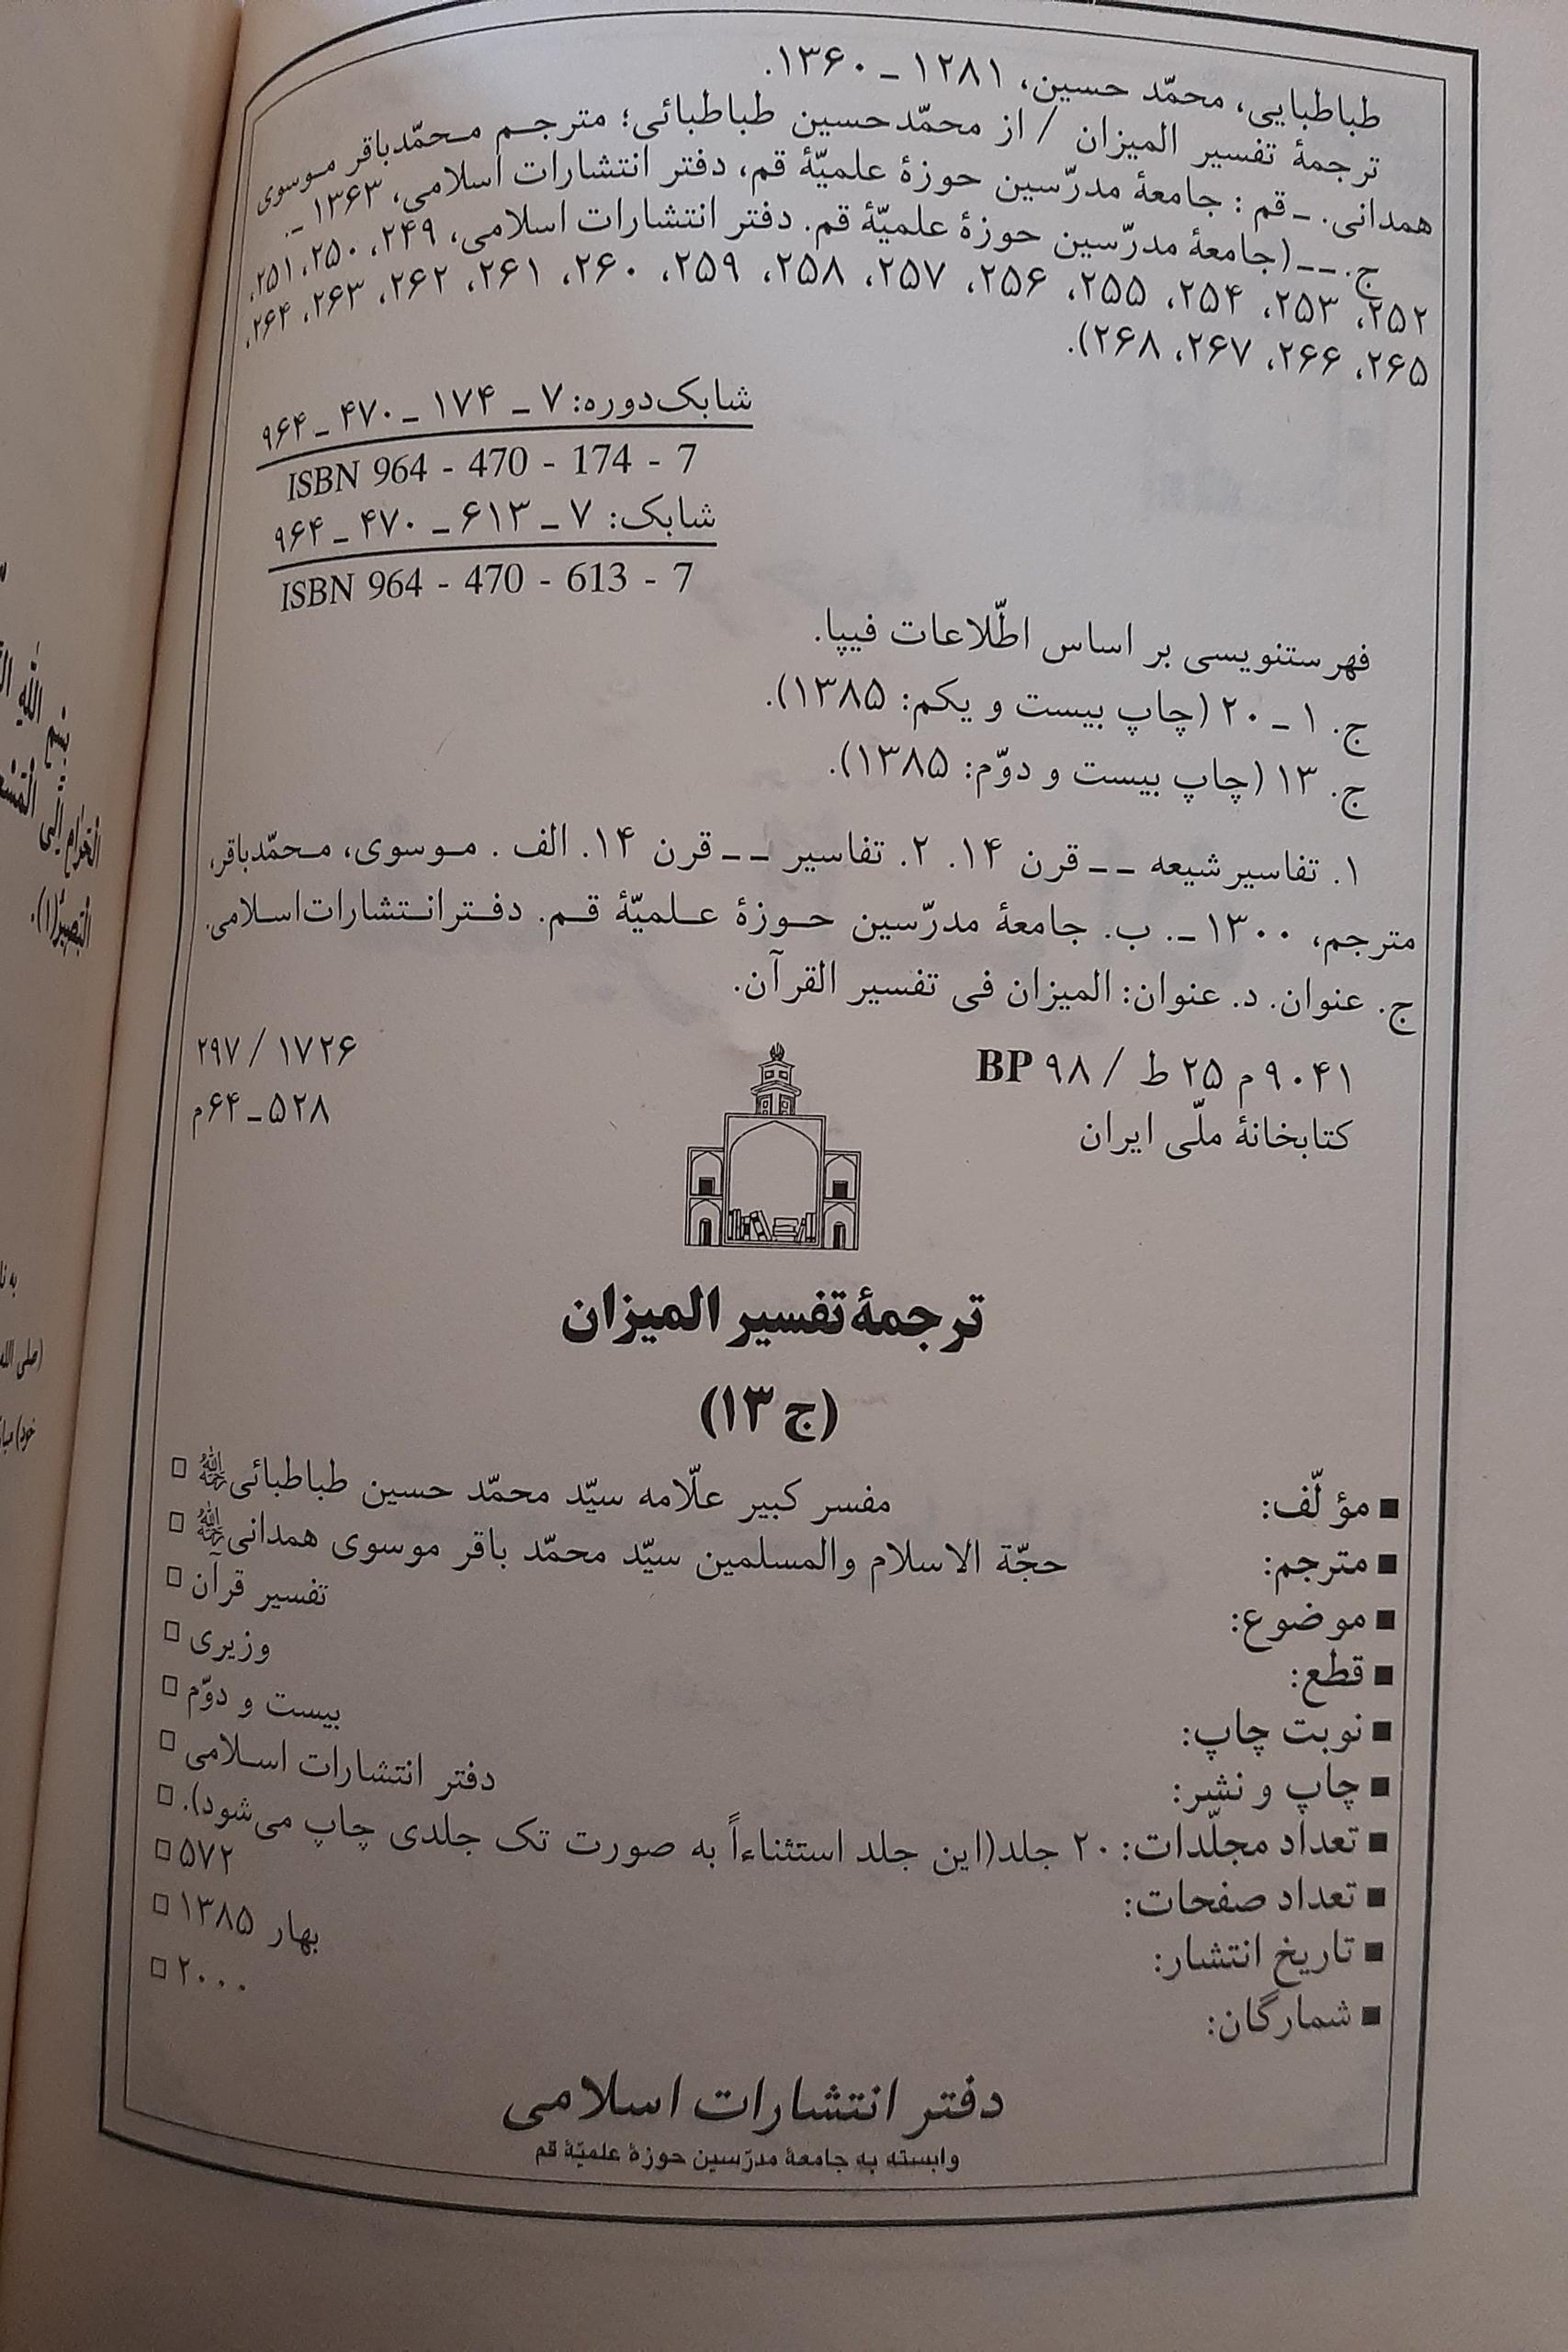 طباطبایی، محمّد حسین، ۱۲۸۱ ـ ۱۳۶۰.
ترجمهٔ تفسیر المیزان / از محمّدحسین طباطبائی؛ مترجم محمّدباقر موسوی
همدانی. ـ قم : جامعهٔ مدرّسین حوزهٔ علمیّهٔ قم، دفتر انتشارات اسلامی، ۱۳۶۳ ـ.
ج. ــ (جامعهٔ مدرّسین حوزهٔ علمیّهٔ قم. دفتر انتشارات اسلامی، ۲۴۹، ۲۵۰، ۲۵۱،
۲۵۲، ۲۵۳، ۲۵۴، ۲۵۵، ۲۵۶، ۲۵۷، ۲۵۸، ۲۵۹، ۲۶۰، ۲۶۱، ۲۶۲، ۲۶۳، ۲۶۴،
۲۶۵، ۲۶۶، ۲۶۷، ۲۶۸).
شابک‌دوره: ۷ ـ ۱۷۴ ـ ۴۷۰ ـ ۹۶۴
ISBN 964 - 470 - 174 - 7
شابک: ۷ ـ ۶۱۳ ـ ۴۷۰ ـ ۹۶۴
ISBN 964 - 470 - 613 - 7
فهرستنویسی بر اساس اطّلاعات فیپا.
ج. ۱ ـ ۲۰ (چاپ بیست و یکم: ۱۳۸۵).
ج. ۱۳ (چاپ بیست و دوّم: ۱۳۸۵).
۱. تفاسیر شیعه ــ قرن ۱۴. ۲. تفاسیر ــ قرن ۱۴. الف . موسوی، محمّدباقر،
مترجم، ۱۳۰۰ ـ. ب. جامعهٔ مدرّسین حوزهٔ علمیّهٔ قم. دفتر انتشارات اسلامی.
ج. عنوان. د. عنوان: المیزان فی تفسیر القرآن.
۹۰۴۱ م ۲۵ ط / BP ۹۸
۲۹۷ / ۱۷۲۶
کتابخانهٔ ملّی ایران
۵۲۸ ـ ۶۴م
ترجمهٔ تفسیر المیزان
(ج ۱۳)
■ مؤلّف: مفسر کبیر علّامه سیّد محمّد حسین طباطبائی رحمه الله □
■ مترجم: حجّة الاسلام والمسلمین سیّد محمّد باقر موسوی همدانی رحمه الله □
■ موضوع: تفسیر قرآن □
■ قطع: وزیری □
■ نوبت چاپ: بیست و دوّم □
■ چاپ و نشر: دفتر انتشارات اسلامی □
■ تعداد مجلّدات: ۲۰ جلد(این جلد استثناءاً به صورت تک جلدی چاپ می‌شود). □
■ تعداد صفحات: ۵۷۲ □
■ تاریخ انتشار: بهار ۱۳۸۵ □
■ شمارگان: ۲۰۰۰ □
دفتر انتشارات اسلامی
وابسته به جامعهٔ مدرّسین حوزهٔ علمیّهٔ قم